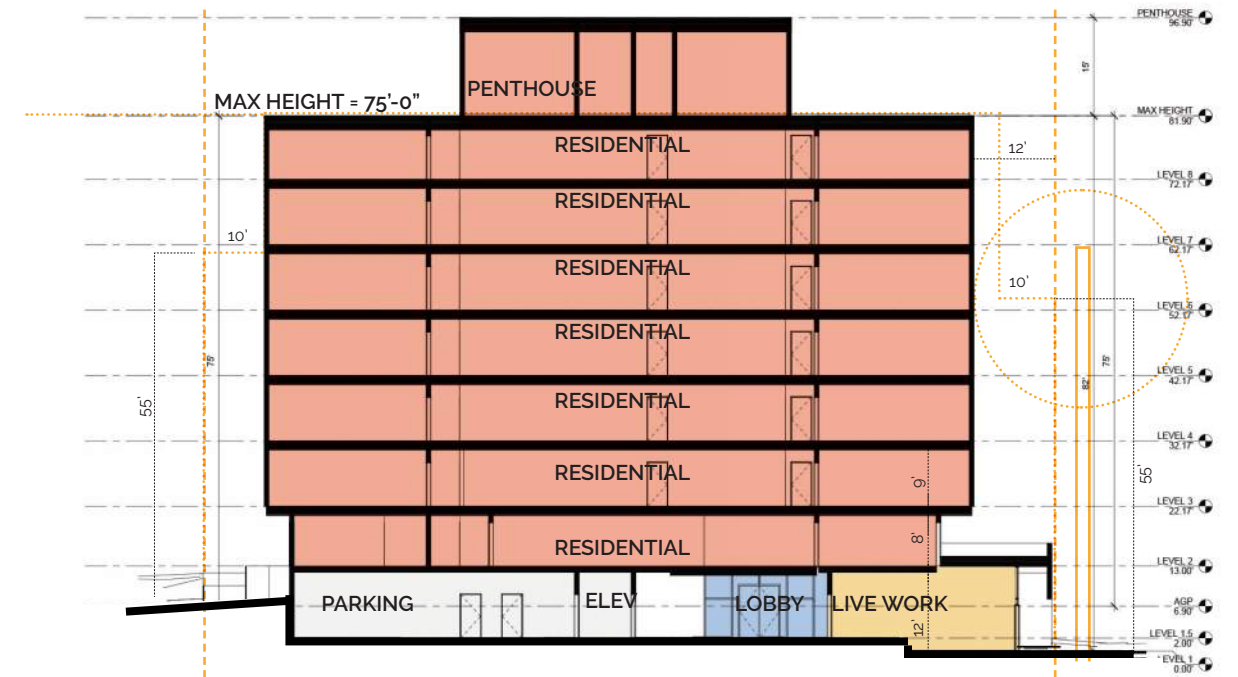 PENTHOUSE
96.90'
15'
PENTHOUSE
MAX HEIGHT = 75'-0"
MAX HEIGHT
81.90'
RESIDENTIAL
12'
LEVEL 8
72.17'
RESIDENTIAL
10'
LEVEL 7
62.17'
RESIDENTIAL
10'
LEVEL 6
52.17'
RESIDENTIAL
75'
75'
LEVEL 5
42.17'
82'
55'
RESIDENTIAL
LEVEL 4
32.17'
RESIDENTIAL
9'
55'
LEVEL 3
22.17'
8'
RESIDENTIAL
LEVEL 2
13.00'
PARKING
ELEV
LOBBY
LIVE WORK
AGP
6.90'
12'
LEVEL 1.5
2.00'
LEVEL 1
0.00'